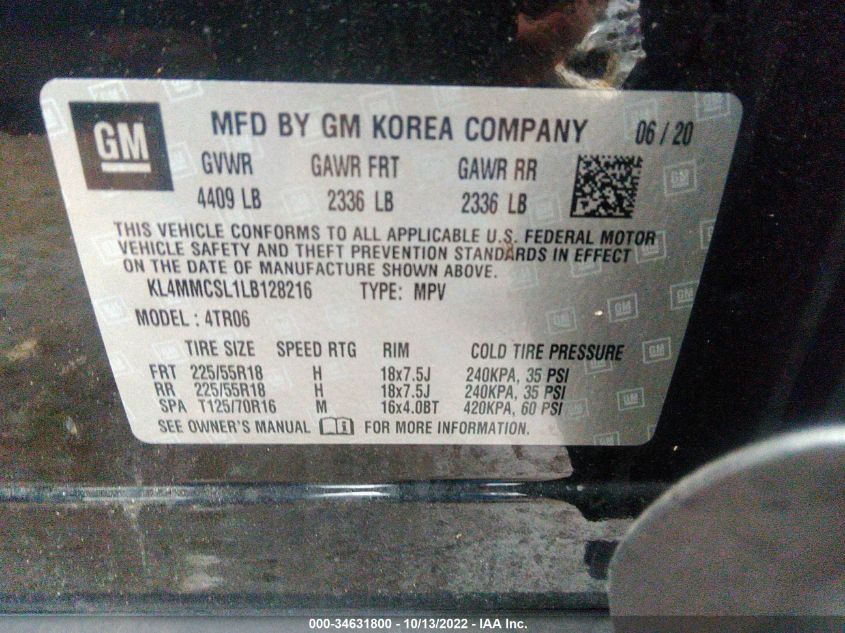 GM
MFD BY GM KOREA COMPANY 06/20
GVWR GAWR FRT GAWR RR
4409 LB 2336 LB 2336 LB
THIS VEHICLE CONFORMS TO ALL APPLICABLE U.S. FEDERAL MOTOR
VEHICLE SAFETY AND THEFT PREVENTION STANDARDS IN EFFECT
ON THE DATE OF MANUFACTURE SHOWN ABOVE.
KL4MMCSL1LB128216 TYPE: MPV
MODEL: 4TR06
TIRE SIZE SPEED RTG RIM COLD TIRE PRESSURE
FRT 225/55R18 H 18x7.5J 240KPA, 35 PSI
RR 225/55R18 H 18x7.5J 240KPA, 35 PSI
SPA T125/70R16 M 16x4.0BT 420KPA, 60 PSI
SEE OWNER'S MANUAL FOR MORE INFORMATION.
000-34631800 - 10/13/2022 - IAA Inc.